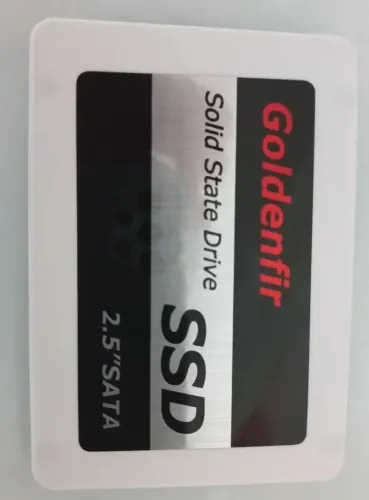 Goldenfir
Solid State Drive
SSD
2.5"SATA